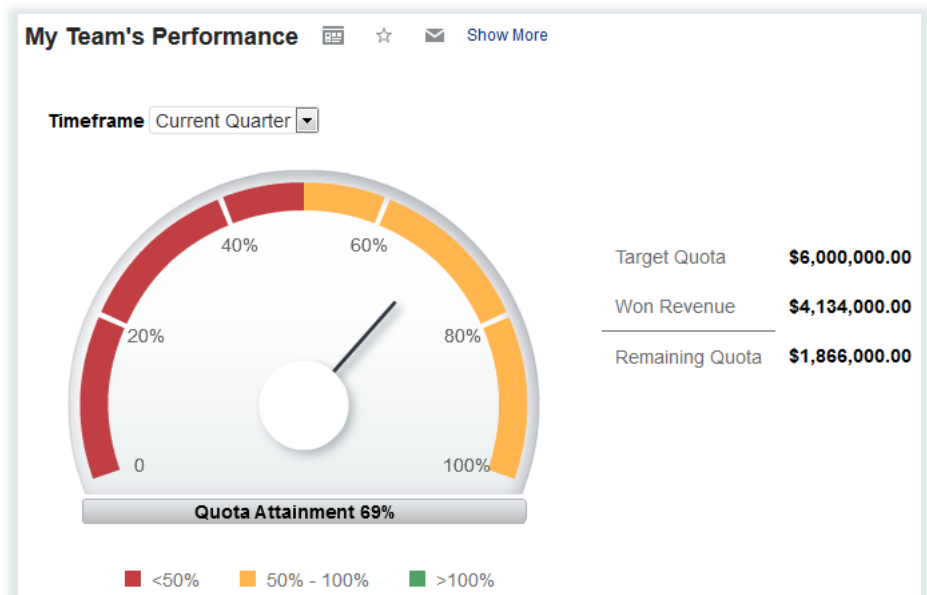 My Team's Performance Show More
Timeframe Current Quarter
40% 60%
20% 80%
0 100%
Quota Attainment 69%
<50% 50% - 100% >100%
Target Quota $6,000,000.00
Won Revenue $4,134,000.00
Remaining Quota $1,866,000.00